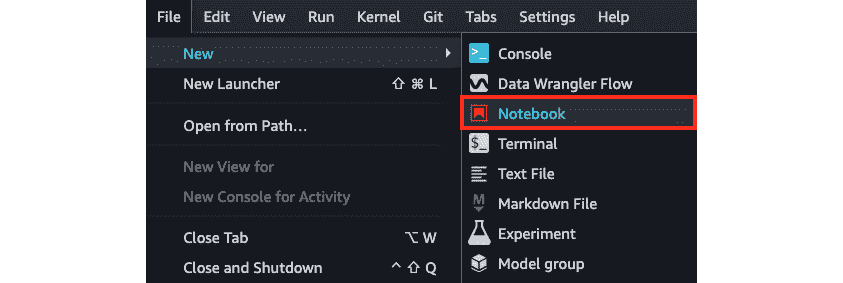 File Edit View Run Kernel Git Tabs Settings Help
New
New Launcher ⇧ ⌘ L
Open from Path…
New View for
New Console for Activity
Close Tab ⌥ W
Close and Shutdown ^ ⇧ Q
>_ Console
Data Wrangler Flow
Notebook
$_ Terminal
Text File
M Markdown File
Experiment
Model group